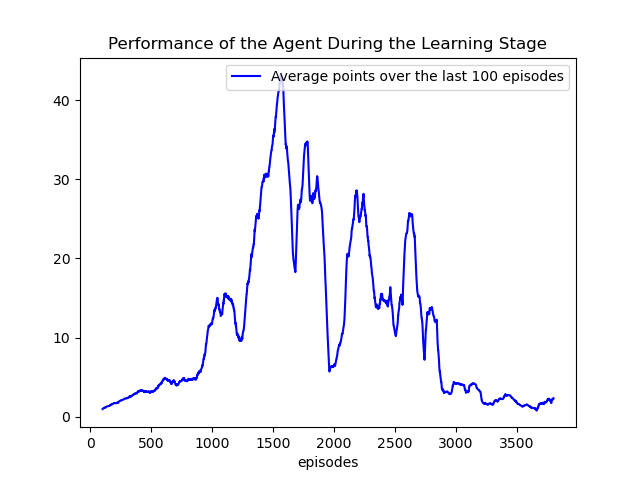 Performance of the Agent During the Learning Stage
Average points over the last 100 episodes
40
30
20
10
0
0 500 1000 1500 2000 2500 3000 3500
episodes